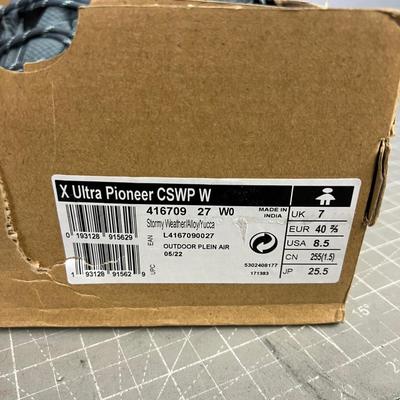 X Ultra Pioneer CSWP W
416709 27 W0
MADE IN
INDIA
Stormy Weather/Alloy/Yucca
0 193128 915629
EAN
L4167090027
OUTDOOR PLEIN AIR
05/22
1 93128 91562 9
UPC
5302408177
171383
UK 7
EUR 40 ⅔
USA 8.5
CN 255(1.5)
JP 25.5